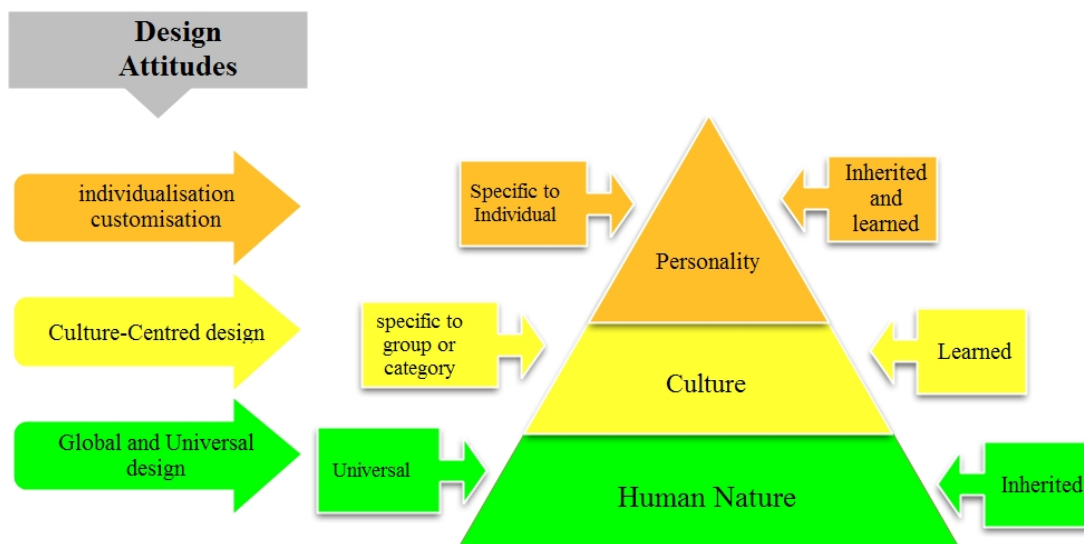 Design
Attitudes
individualisation
customisation
Specific to
Individual
Inherited
and
learned
Personality
Culture-Centred design
specific to
group or
category
Learned
Culture
Global and Universal
design
Universal
Human Nature
Inherited